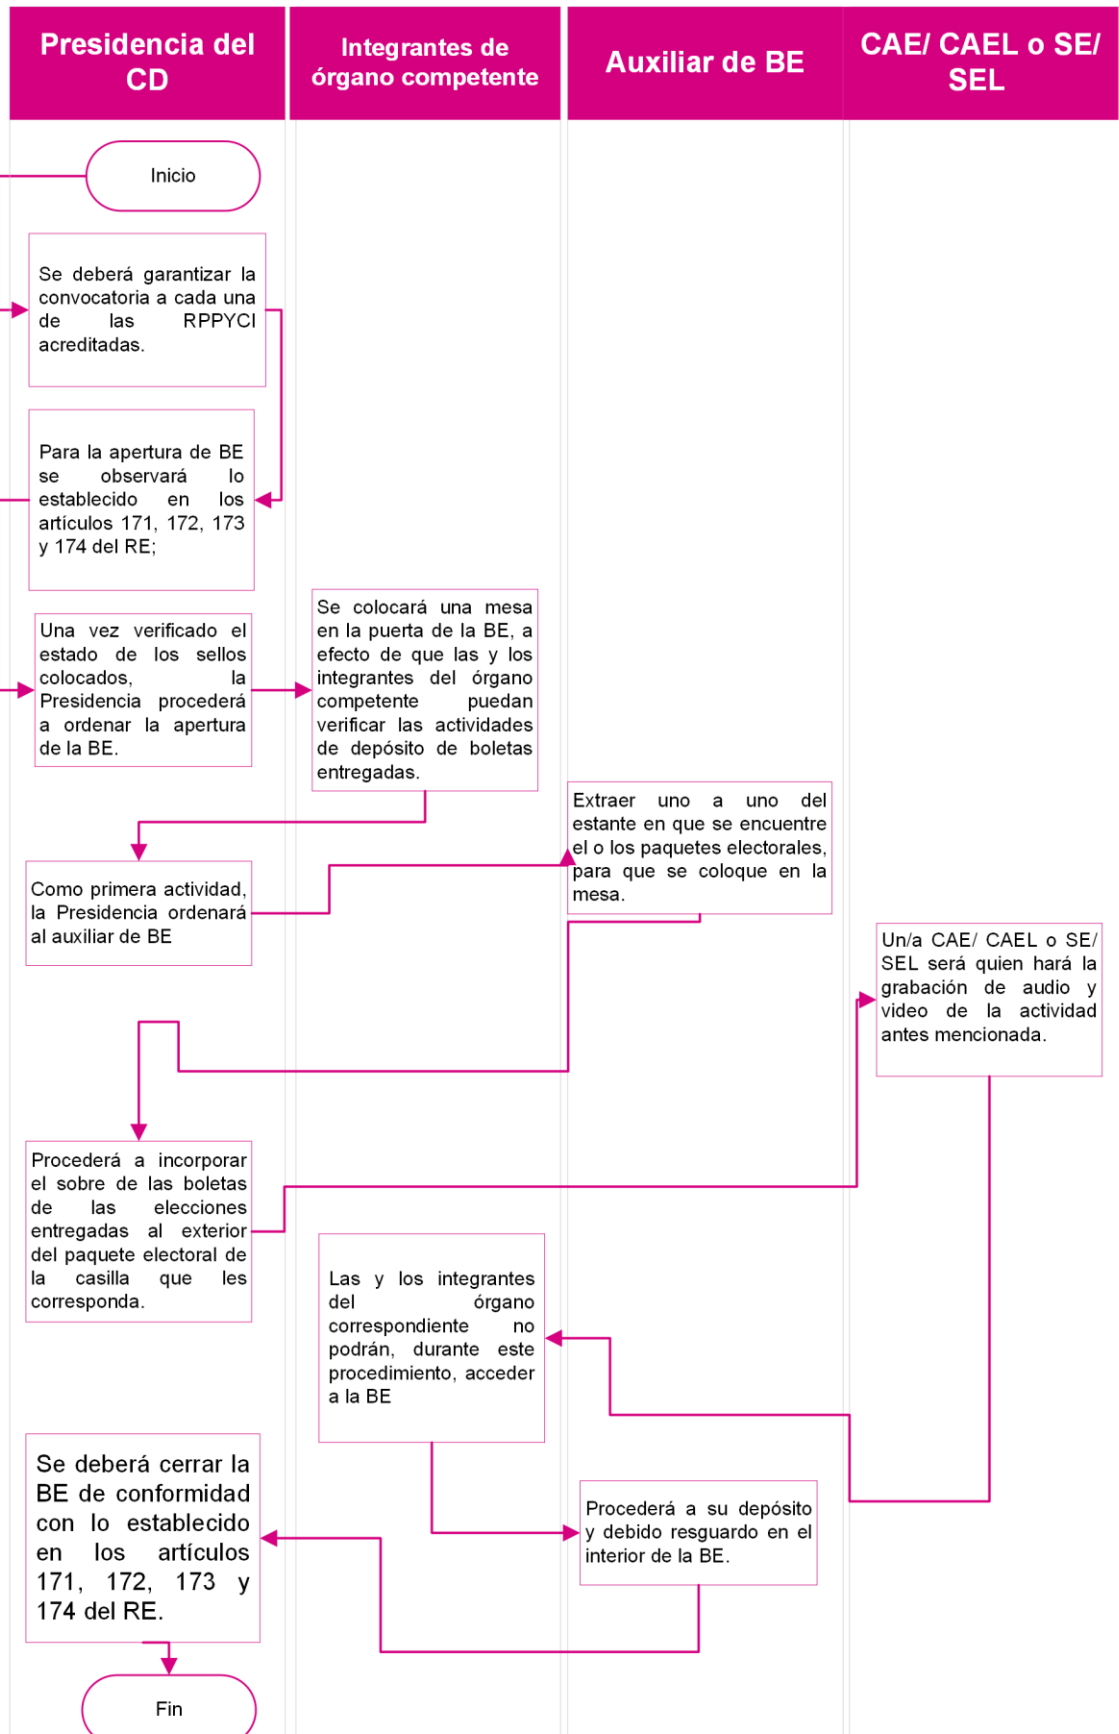 Presidencia del
CD
Integrantes de
órgano competente
Auxiliar de BE
CAE/ CAEL o SE/
SEL
Inicio
Se deberá garantizar la
convocatoria a cada una
de las RPPYCI
acreditadas.
Para la apertura de BE
se observará lo
establecido en los
artículos 171, 172, 173
y 174 del RE;
Una vez verificado el
estado de los sellos
colocados, la
Presidencia procederá
a ordenar la apertura
de la BE.
Se colocará una mesa
en la puerta de la BE, a
efecto de que las y los
integrantes del órgano
competente puedan
verificar las actividades
de depósito de boletas
entregadas.
Como primera actividad,
la Presidencia ordenará
al auxiliar de BE
Extraer uno a uno del
estante en que se encuentre
el o los paquetes electorales,
para que se coloque en la
mesa.
Procederá a incorporar
el sobre de las boletas
de las elecciones
entregadas al exterior
del paquete electoral de
la casilla que les
corresponda.
Un/a CAE/ CAEL o SE/
SEL será quien hará la
grabación de audio y
video de la actividad
antes mencionada.
Las y los integrantes
del órgano
correspondiente no
podrán, durante este
procedimiento, acceder
a la BE
Procederá a su depósito
y debido resguardo en el
interior de la BE.
Se deberá cerrar la
BE de conformidad
con lo establecido
en los artículos
171, 172, 173 y
174 del RE.
Fin